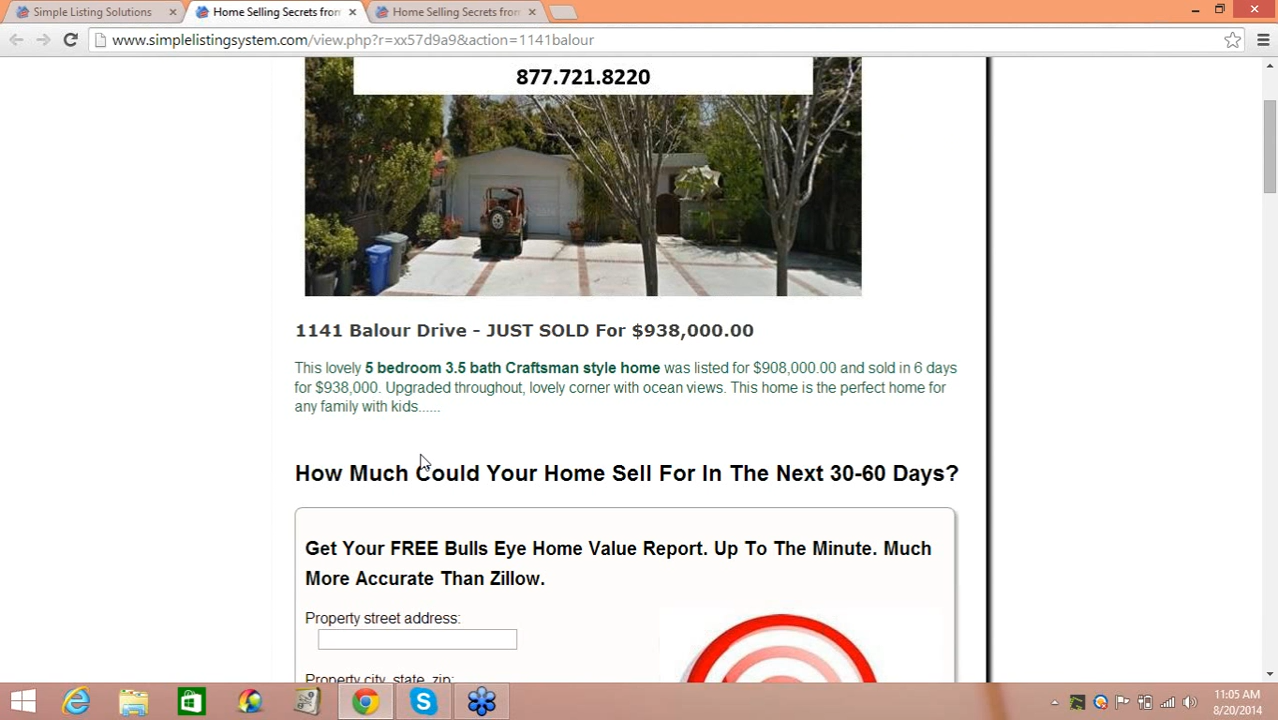 Simple Listing Solutions
Home Selling Secrets from
Home Selling Secrets from
www.simplelistingsystem.com/view.php?r=xx57d9a9&action=1141balour
877.721.8220
1141 Balour Drive - JUST SOLD For $938,000.00
This lovely 5 bedroom 3.5 bath Craftsman style home was listed for $908,000.00 and sold in 6 days
for $938,000. Upgraded throughout, lovely corner with ocean views. This home is the perfect home for
any family with kids......
How Much Could Your Home Sell For In The Next 30-60 Days?
Get Your FREE Bulls Eye Home Value Report. Up To The Minute. Much
More Accurate Than Zillow.
Property street address:
Property city, state, zip:
11:05 AM
8/20/2014